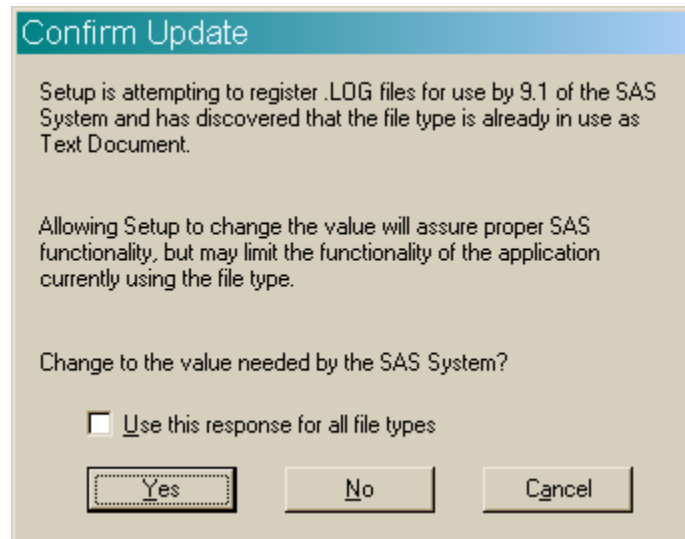 Confirm Update
Setup is attempting to register .LOG files for use by 9.1 of the SAS
System and has discovered that the file type is already in use as
Text Document.
Allowing Setup to change the value will assure proper SAS
functionality, but may limit the functionality of the application
currently using the file type.
Change to the value needed by the SAS System?
Use this response for all file types
Yes No Cancel